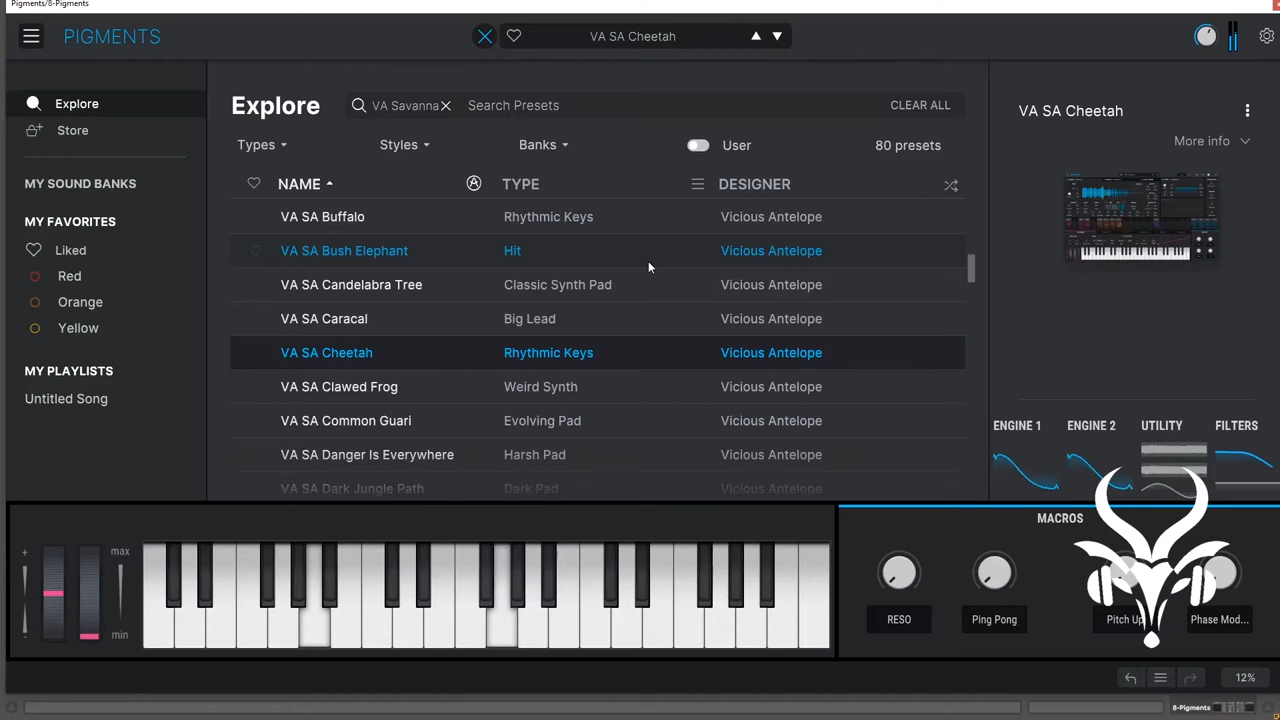 Pigments/8-Pigments
PIGMENTS
VA SA Cheetah
Explore
Store
MY SOUND BANKS
MY FAVORITES
Liked
Red
Orange
Yellow
MY PLAYLISTS
Untitled Song
Explore
VA Savanna
Search Presets
CLEAR ALL
Types
Styles
Banks
User
80 presets
NAME TYPE DESIGNER
VA SA Buffalo Rhythmic Keys Vicious Antelope
VA SA Bush Elephant Hit Vicious Antelope
VA SA Candelabra Tree Classic Synth Pad Vicious Antelope
VA SA Caracal Big Lead Vicious Antelope
VA SA Cheetah Rhythmic Keys Vicious Antelope
VA SA Clawed Frog Weird Synth Vicious Antelope
VA SA Common Guari Evolving Pad Vicious Antelope
VA SA Danger Is Everywhere Harsh Pad Vicious Antelope
VA SA Dark Jungle Path Dark Pad Vicious Antelope
VA SA Cheetah
More info
ENGINE 1 ENGINE 2 UTILITY FILTERS
+
-
max
min
MACROS
RESO
Ping Pong
Pitch Up
Phase Mod...
12%
8-Pigments